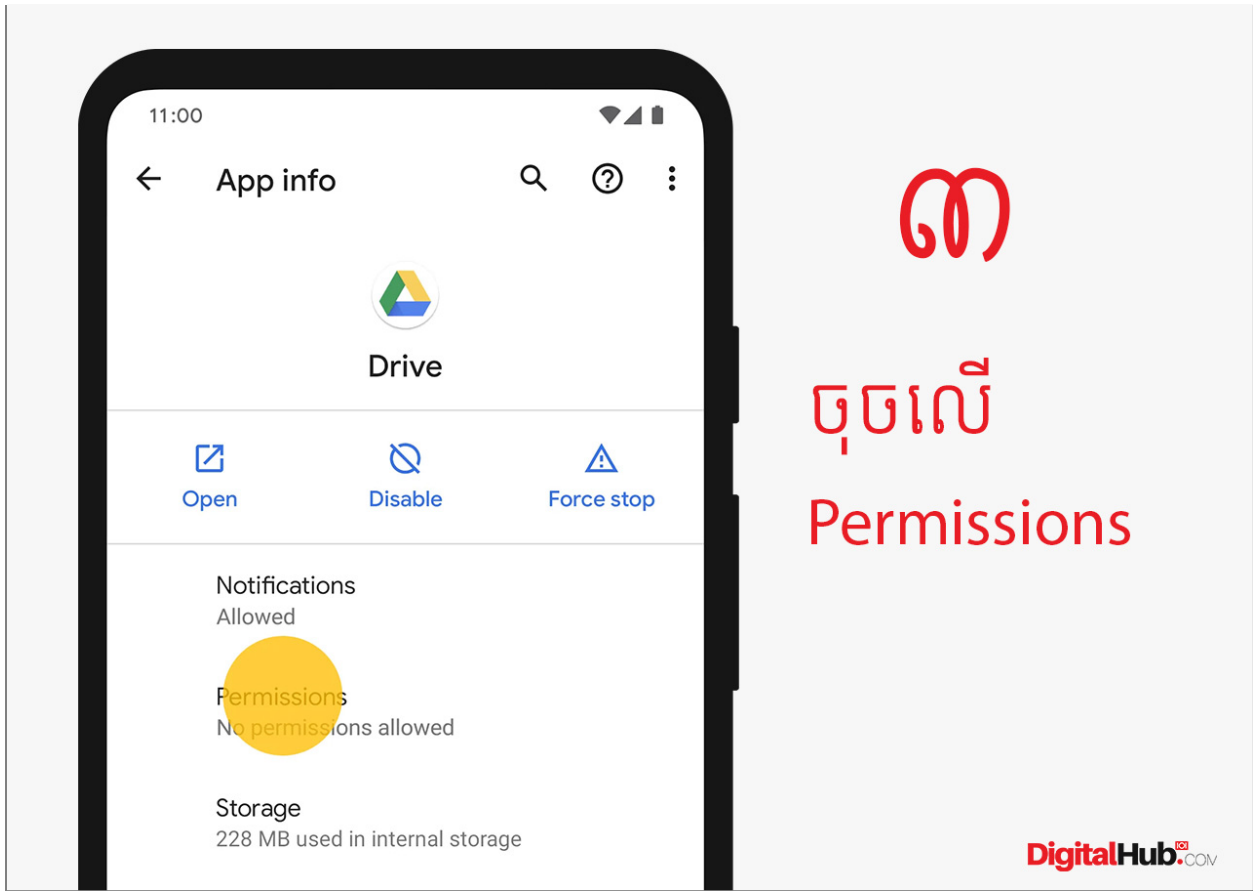 11:00
App info
Drive
Open
Disable
Force stop
Notifications
Allowed
Permissions
No permissions allowed
Storage
228 MB used in internal storage
៣
ចុចលើ
Permissions
DigitalHub101.COM